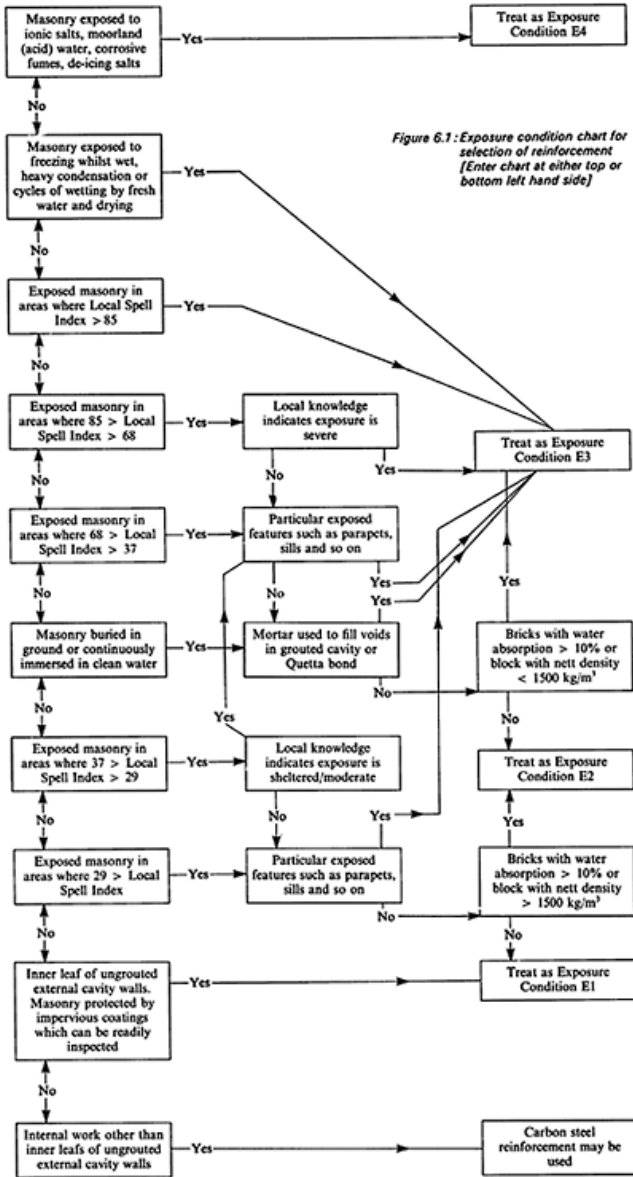 Masonry exposed to
ionic salts, moorland
(acid) water, corrosive
fumes, de-icing salts
Yes
Treat as Exposure
Condition E4
No
Figure 6.1: Exposure condition chart for
selection of reinforcement
[Enter chart at either top or
bottom left hand side]
Masonry exposed to
freezing whilst wet,
heavy condensation or
cycles of wetting by fresh
water and drying
Yes
No
Exposed masonry in
areas where Local Spell
Index > 85
Yes
No
Exposed masonry in
areas where 85 > Local
Spell Index > 68
Yes
Local knowledge
indicates exposure is
severe
Yes
Treat as Exposure
Condition E3
No
No
Exposed masonry in
areas where 68 > Local
Spell Index > 37
Yes
Particular exposed
features such as parapets,
sills and so on
Yes
Yes
No
No
Yes
Masonry buried in
ground or continuously
immersed in clean water
Yes
Mortar used to fill voids
in grouted cavity or
Quetta bond
No
Bricks with water
absorption > 10% or
block with nett density
< 1500 kg/m³
No
Yes
No
Exposed masonry in
areas where 37 > Local
Spell Index > 29
Yes
Local knowledge
indicates exposure is
sheltered/moderate
Treat as Exposure
Condition E2
No
No
Yes
Yes
Exposed masonry in
areas where 29 > Local
Spell Index
Yes
Particular exposed
features such as parapets,
sills and so on
No
Bricks with water
absorption > 10% or
block with nett density
> 1500 kg/m³
No
No
Inner leaf of ungrouted
external cavity walls.
Masonry protected by
impervious coatings
which can be readily
inspected
Yes
Treat as Exposure
Condition E1
No
Internal work other than
inner leafs of ungrouted
external cavity walls
Yes
Carbon steel
reinforcement may be
used